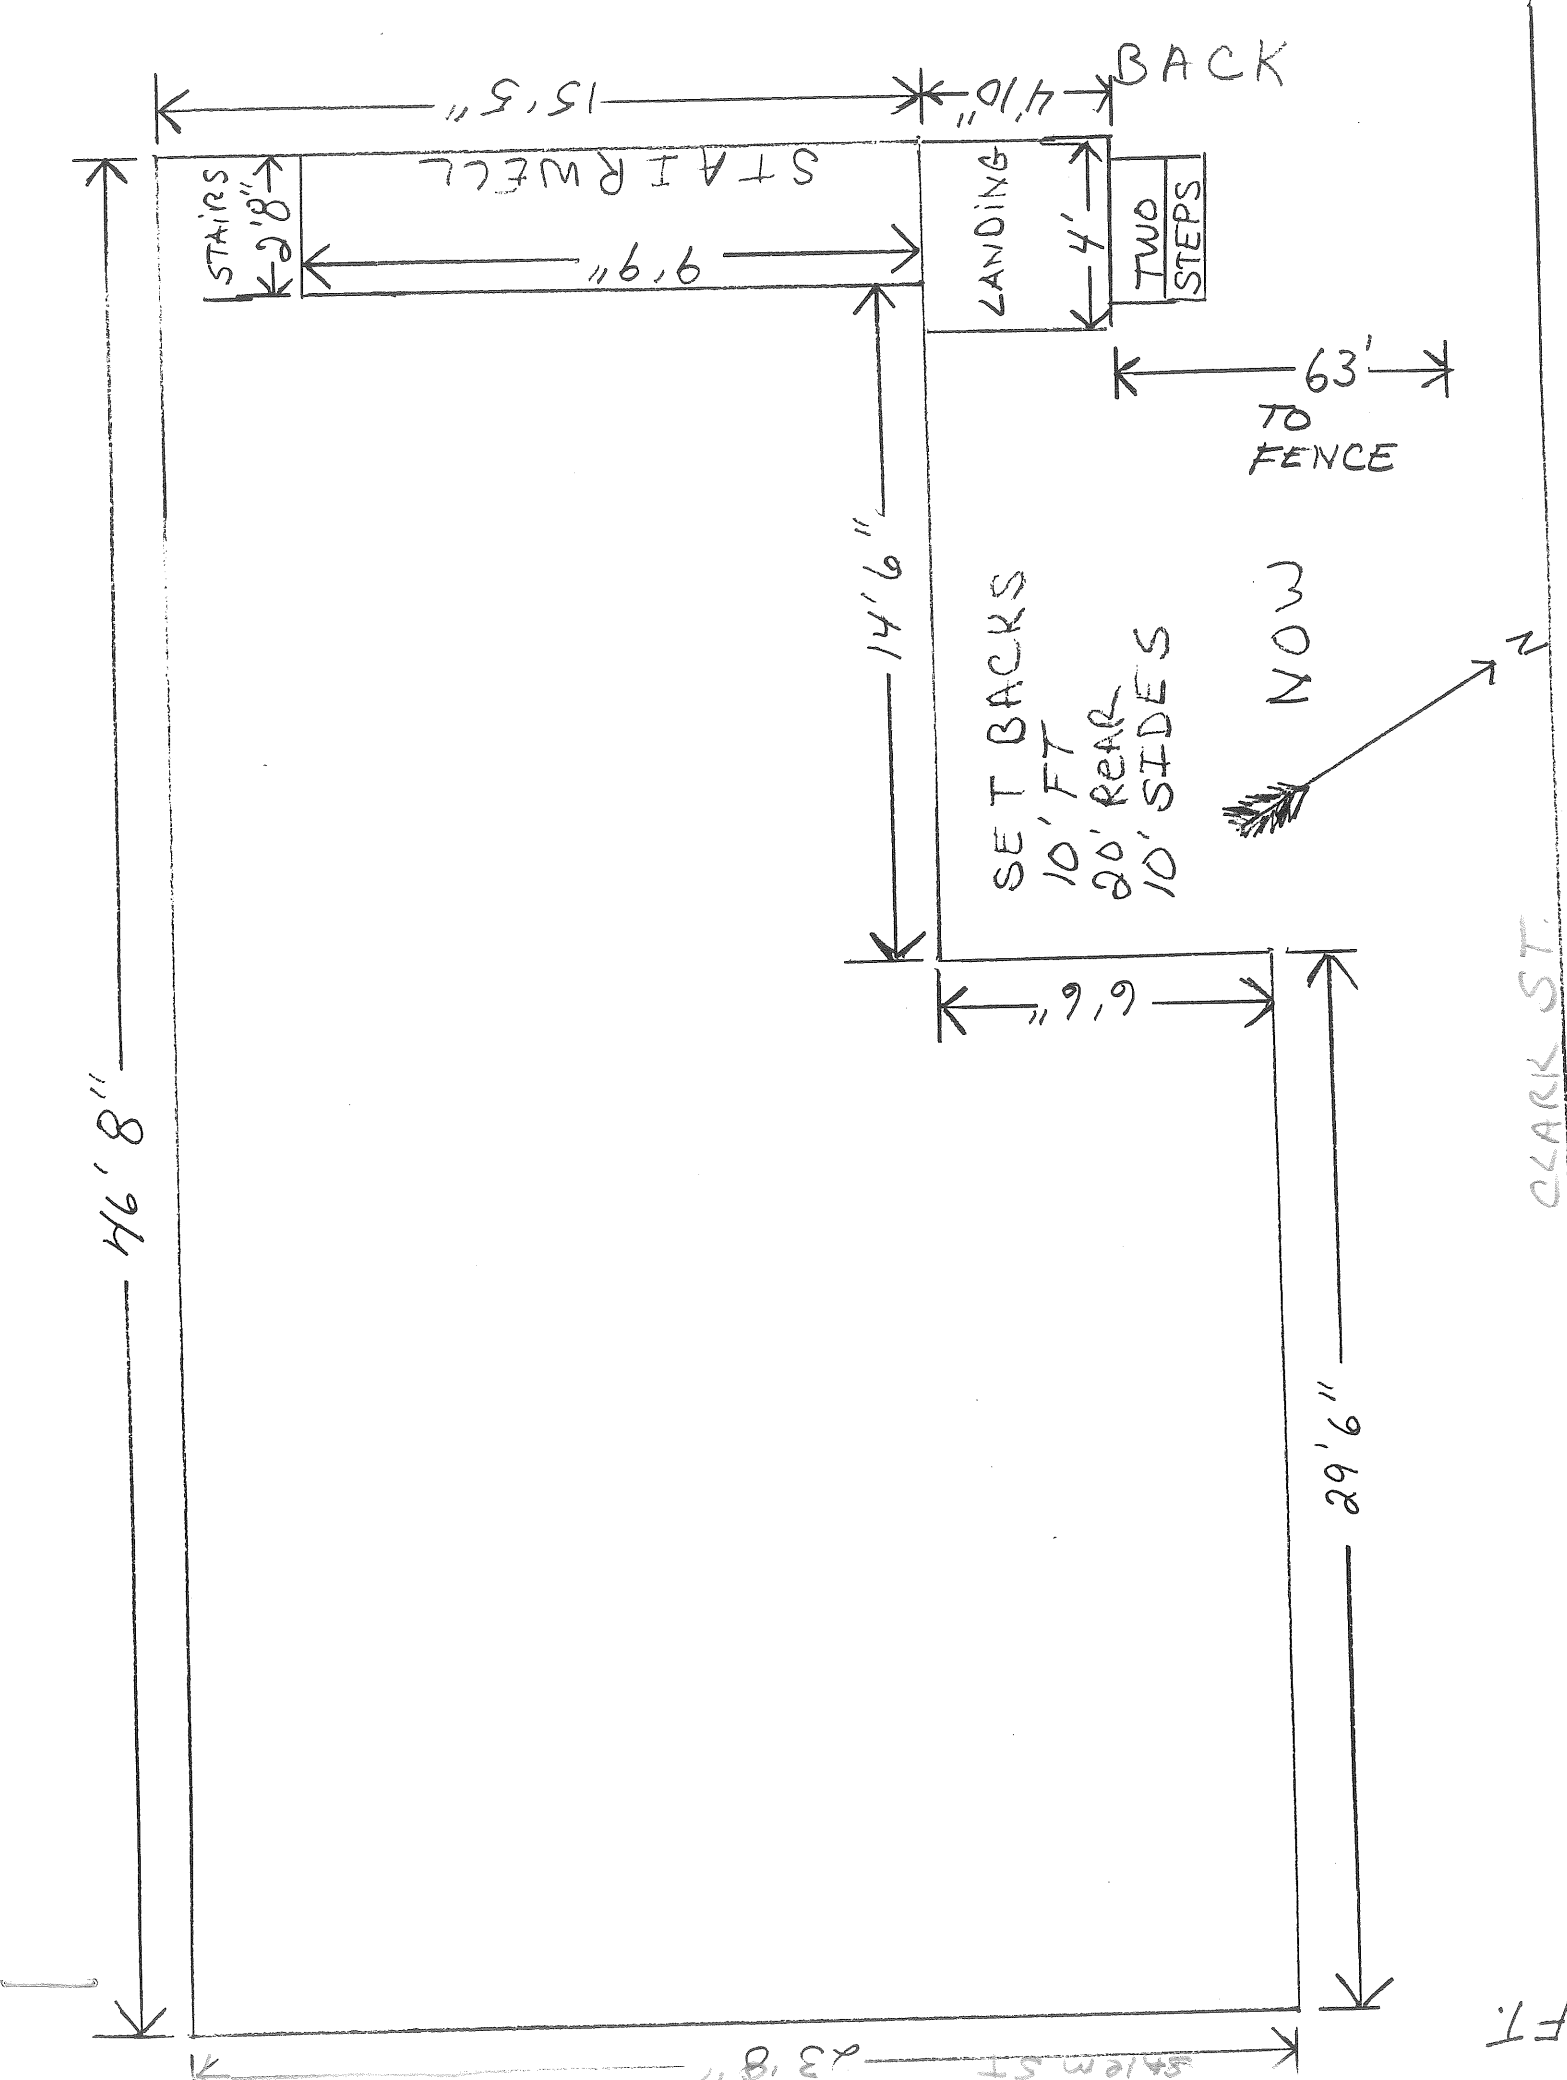 BACK
15'5"
4'10"
STAIRS
2'8"
STAIRWELL
9'9"
LANDING
4'
TWO
STEPS
63'
TO
FENCE
14'6"
SET BACKS
10' FT
20' ReAR
10' SIDES
NOW
N
6'6"
46'8"
29'6"
CLARK ST.
23'8"
SALEM ST
FT.